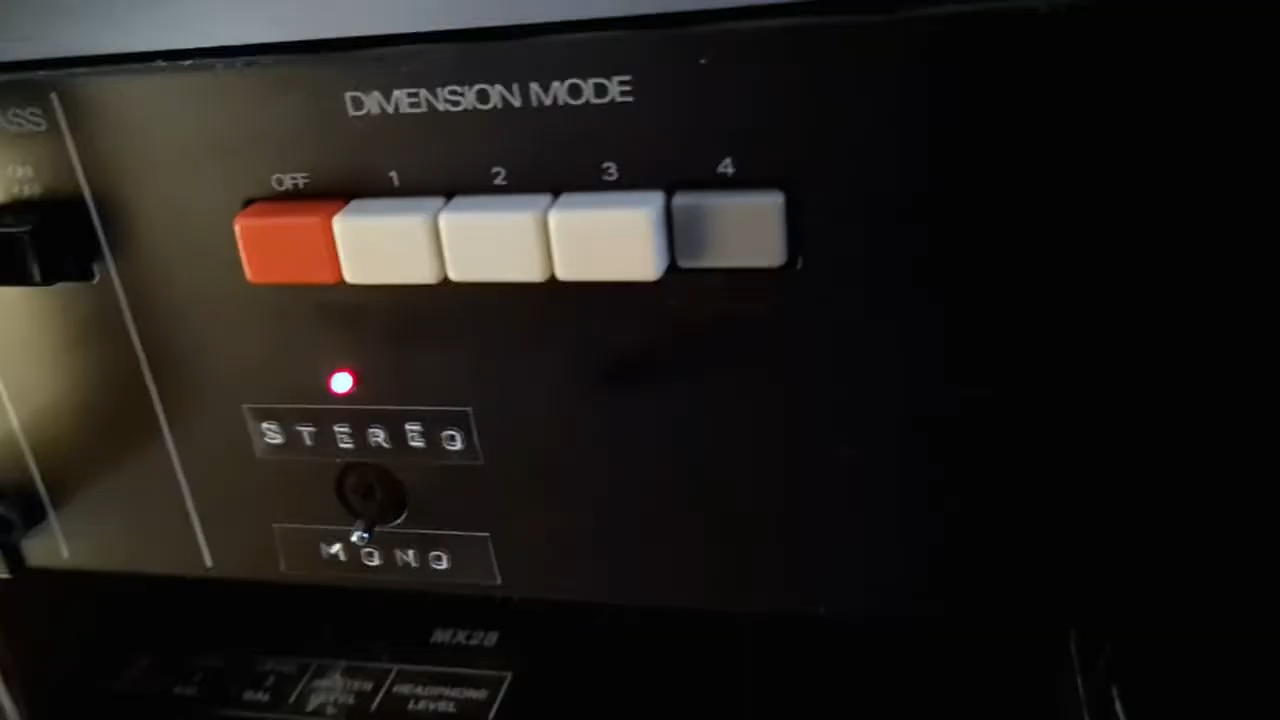 DIMENSION MODE
OFF 1 2 3 4
STEREO
MONO
MX28
HEADPHONE
LEVEL